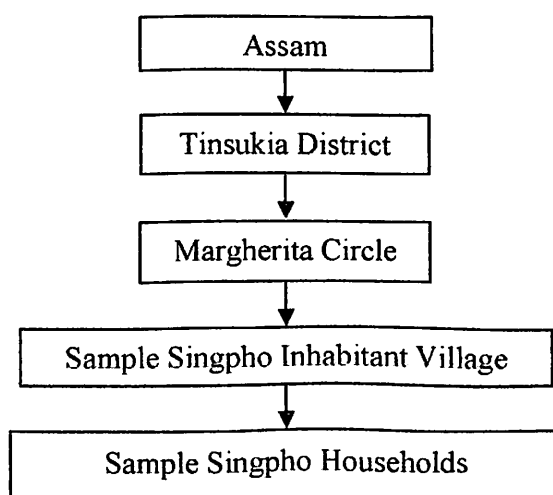 Assam
Tinsukia District
Margherita Circle
Sample Singpho Inhabitant Village
Sample Singpho Households